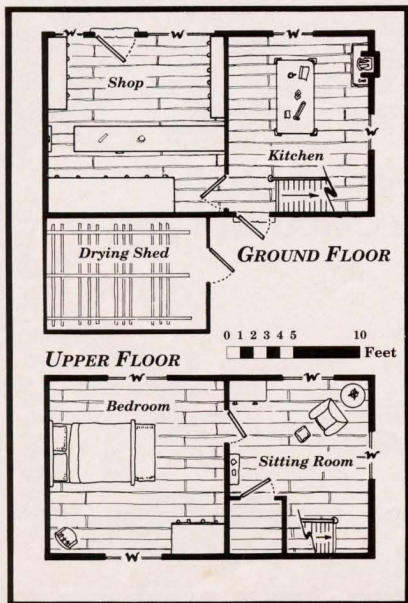 W
W
W
Shop
W
Kitchen
Drying Shed
GROUND FLOOR
0 1 2 3 4 5 10
Feet
UPPER FLOOR
W
W
Bedroom
W
Sitting Room
W